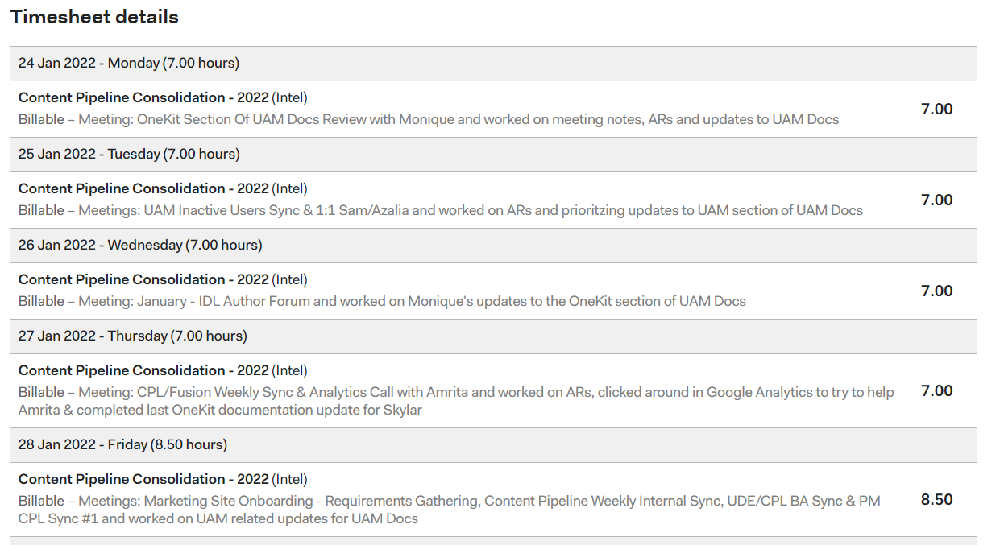 Timesheet details
24 Jan 2022 - Monday (7.00 hours)
Content Pipeline Consolidation - 2022 (Intel)
Billable – Meeting: OneKit Section Of UAM Docs Review with Monique and worked on meeting notes, ARs and updates to UAM Docs
7.00
25 Jan 2022 - Tuesday (7.00 hours)
Content Pipeline Consolidation - 2022 (Intel)
Billable – Meetings: UAM Inactive Users Sync & 1:1 Sam/Azalia and worked on ARs and prioritzing updates to UAM section of UAM Docs
7.00
26 Jan 2022 - Wednesday (7.00 hours)
Content Pipeline Consolidation - 2022 (Intel)
Billable – Meeting: January - IDL Author Forum and worked on Monique's updates to the OneKit section of UAM Docs
7.00
27 Jan 2022 - Thursday (7.00 hours)
Content Pipeline Consolidation - 2022 (Intel)
Billable – Meeting: CPL/Fusion Weekly Sync & Analytics Call with Amrita and worked on ARs, clicked around in Google Analytics to try to help
Amrita & completed last OneKit documentation update for Skylar
7.00
28 Jan 2022 - Friday (8.50 hours)
Content Pipeline Consolidation - 2022 (Intel)
Billable – Meetings: Marketing Site Onboarding - Requirements Gathering, Content Pipeline Weekly Internal Sync, UDE/CPL BA Sync & PM
CPL Sync #1 and worked on UAM related updates for UAM Docs
8.50